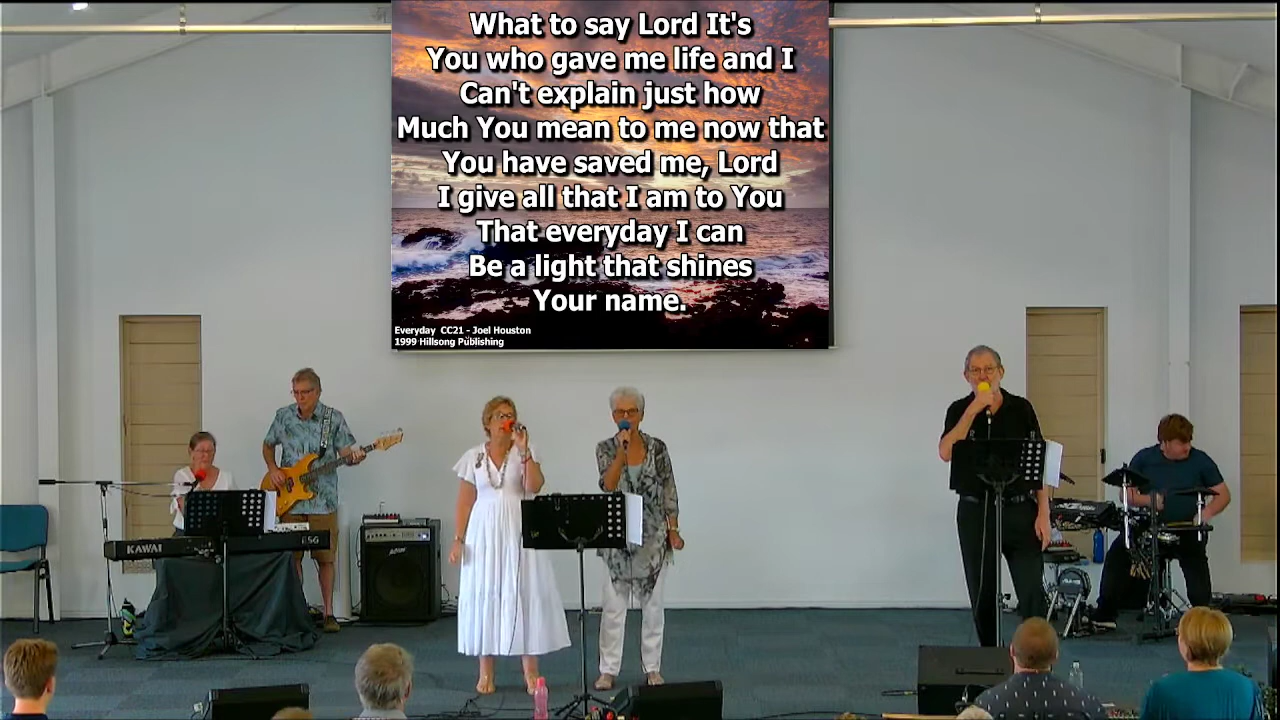 What to say Lord It's
You who gave me life and I
Can't explain just how
Much You mean to me now that
You have saved me, Lord
I give all that I am to You
That everyday I can
Be a light that shines
Your name.
Everyday CC21 - Joel Houston
1999 Hillsong Publishing
KAWAI
ES6